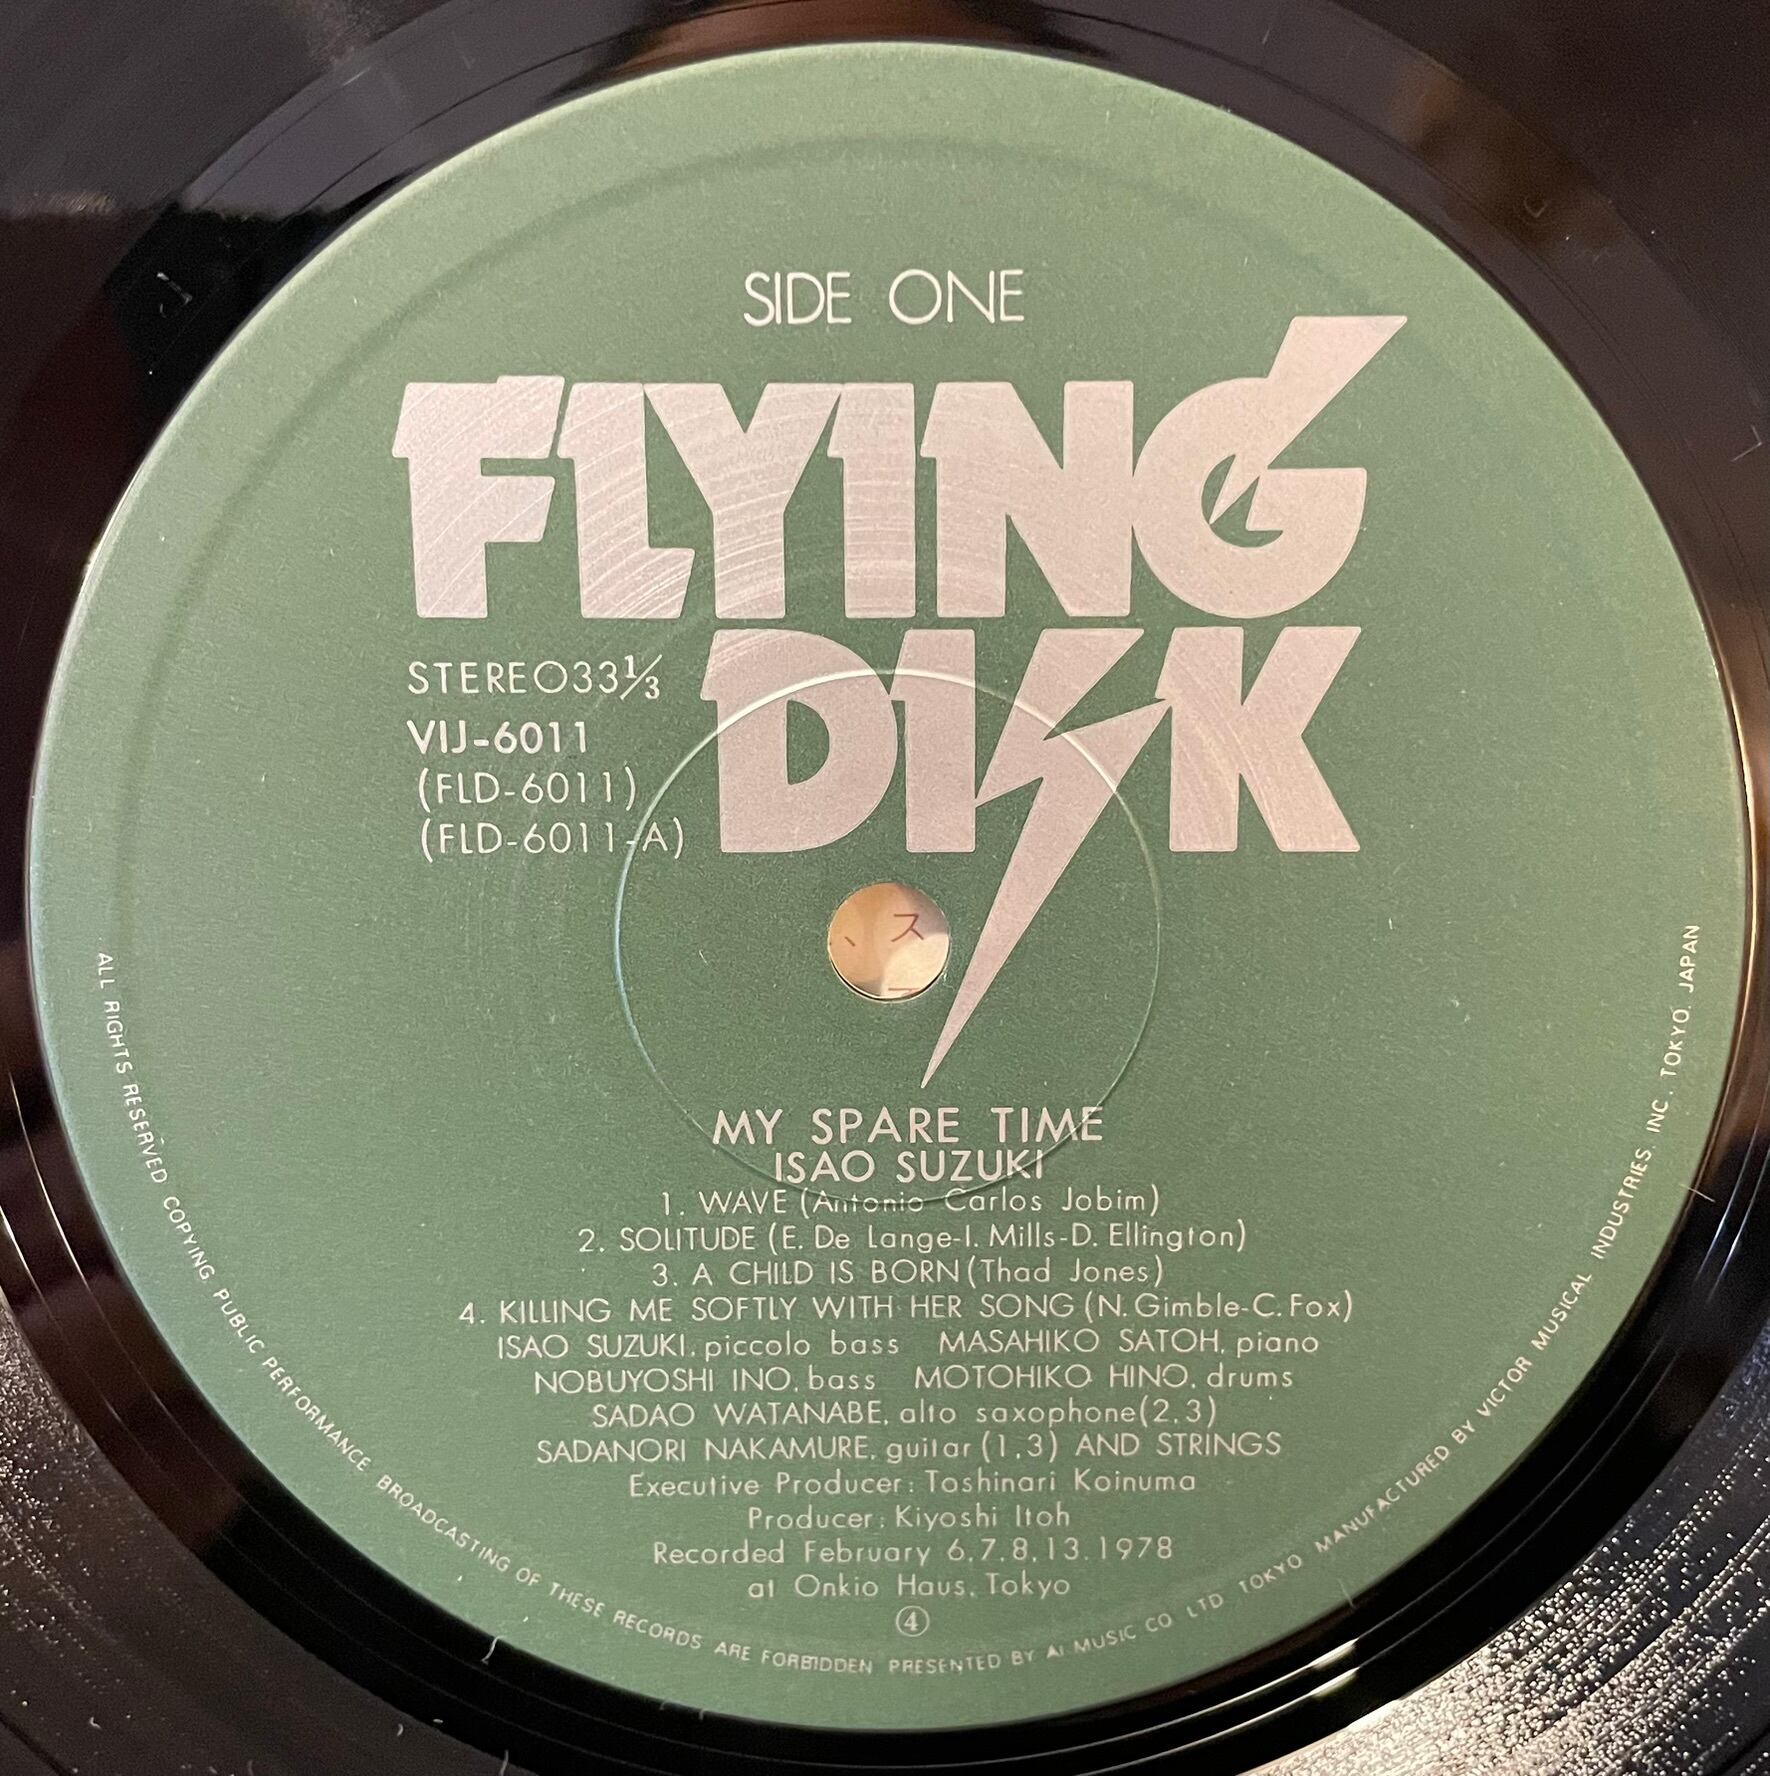 SIDE ONE
FLYING
DISK
STEREO 33 1/3
VIJ-6011
(FLD-6011)
(FLD-6011-A)
ス
MY SPARE TIME
ISAO SUZUKI
1. WAVE (Antonio Carlos Jobim)
2. SOLITUDE (E. De Lange-I. Mills-D. Ellington)
3. A CHILD IS BORN (Thad Jones)
4. KILLING ME SOFTLY WITH HER SONG (N. Gimble-C. Fox)
ISAO SUZUKI, piccolo bass MASAHIKO SATOH, piano
NOBUYOSHI INO, bass MOTOHIKO HINO, drums
SADAO WATANABE, alto saxophone (2,3)
SADANORI NAKAMURE, guitar (1,3) AND STRINGS
Executive Producer: Toshinari Koinuma
Producer: Kiyoshi Itoh
Recorded February 6,7,8,13,1978
at Onkio Haus, Tokyo
④
ALL RIGHTS RESERVED COPYING, PUBLIC PERFORMANCE BROADCASTING OF THESE RECORDS ARE FORBIDDEN PRESENTED BY AI MUSIC CO. LTD. TOKYO MANUFACTURED BY VICTOR MUSICAL INDUSTRIES, INC. TOKYO, JAPAN